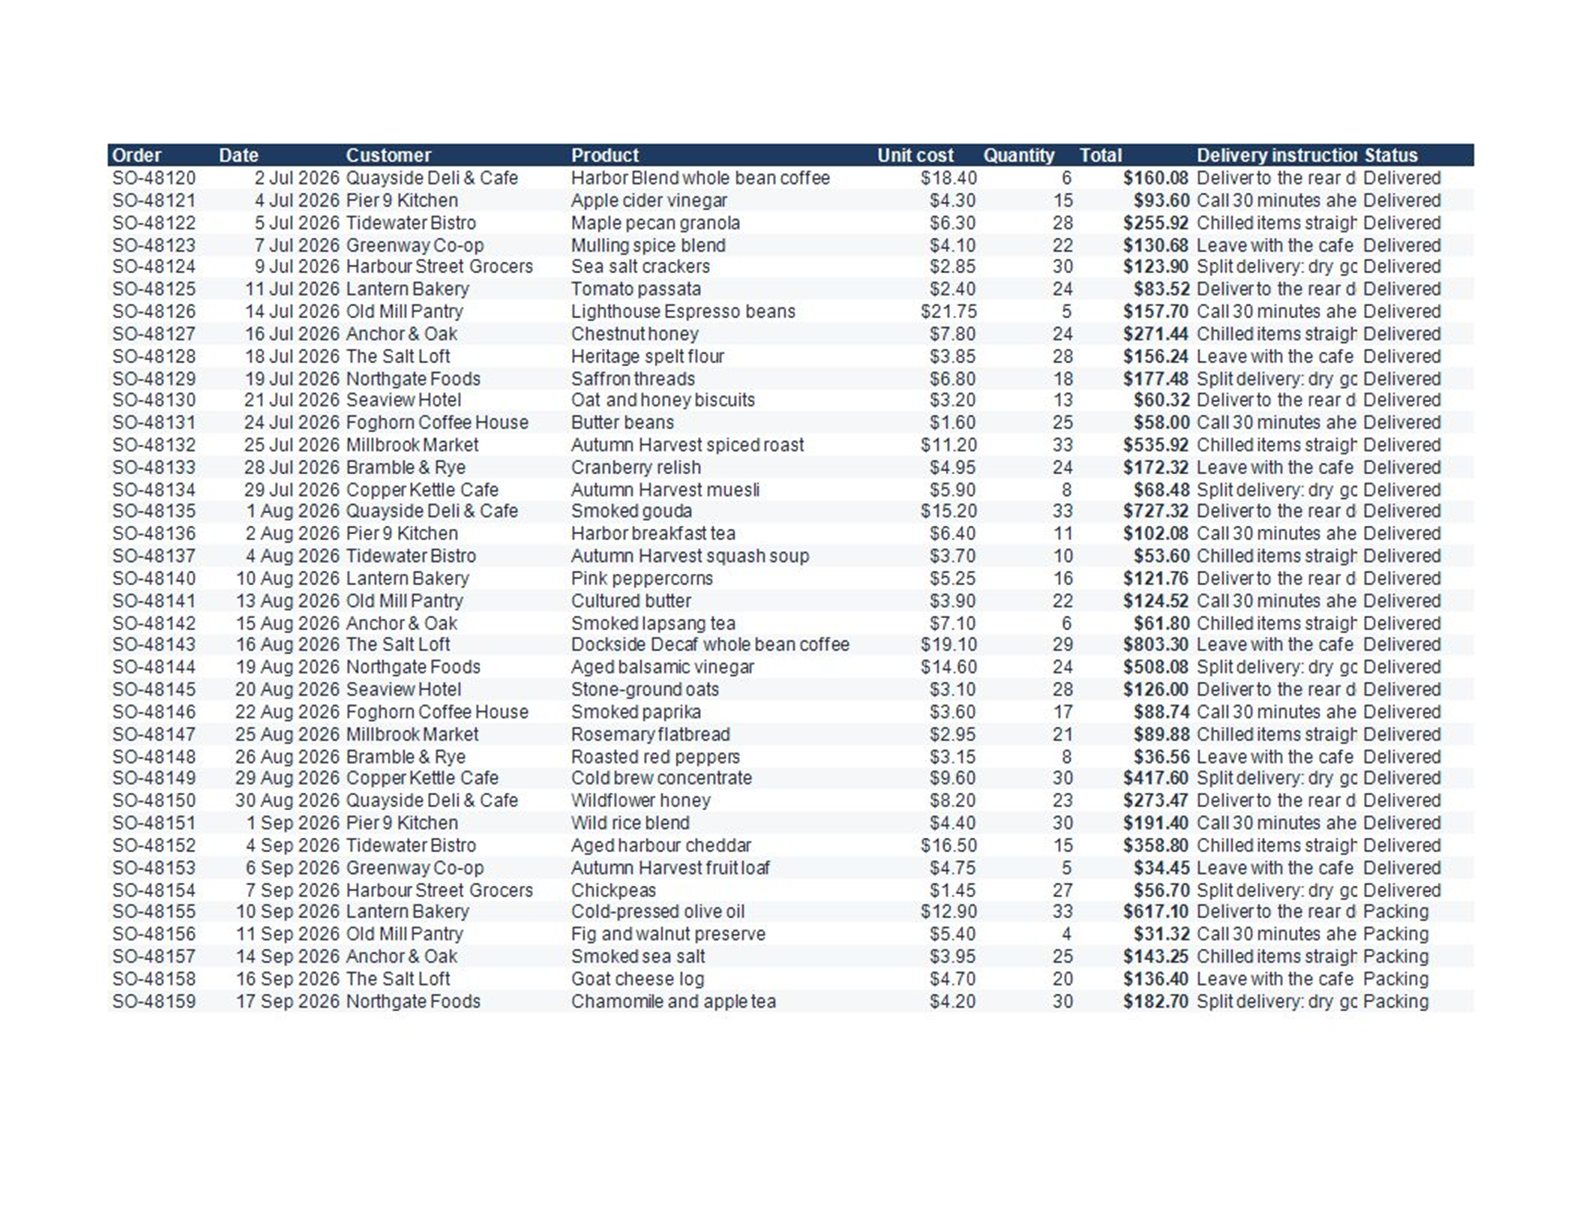 Order Date Customer Product Unit cost Quantity Total Delivery instruction Status
SO-48120 2 Jul 2026 Quayside Deli & Cafe Harbor Blend whole bean coffee $18.40 6 $160.08 Deliver to the rear d Delivered
SO-48121 4 Jul 2026 Pier 9 Kitchen Apple cider vinegar $4.30 15 $93.60 Call 30 minutes ahe Delivered
SO-48122 5 Jul 2026 Tidewater Bistro Maple pecan granola $6.30 28 $255.92 Chilled items straigh Delivered
SO-48123 7 Jul 2026 Greenway Co-op Mulling spice blend $4.10 22 $130.68 Leave with the cafe Delivered
SO-48124 9 Jul 2026 Harbour Street Grocers Sea salt crackers $2.85 30 $123.90 Split delivery: dry gc Delivered
SO-48125 11 Jul 2026 Lantern Bakery Tomato passata $2.40 24 $83.52 Deliver to the rear d Delivered
SO-48126 14 Jul 2026 Old Mill Pantry Lighthouse Espresso beans $21.75 5 $157.70 Call 30 minutes ahe Delivered
SO-48127 16 Jul 2026 Anchor & Oak Chestnut honey $7.80 24 $271.44 Chilled items straigh Delivered
SO-48128 18 Jul 2026 The Salt Loft Heritage spelt flour $3.85 28 $156.24 Leave with the cafe Delivered
SO-48129 19 Jul 2026 Northgate Foods Saffron threads $6.80 18 $177.48 Split delivery: dry gc Delivered
SO-48130 21 Jul 2026 Seaview Hotel Oat and honey biscuits $3.20 13 $60.32 Deliver to the rear d Delivered
SO-48131 24 Jul 2026 Foghorn Coffee House Butter beans $1.60 25 $58.00 Call 30 minutes ahe Delivered
SO-48132 25 Jul 2026 Millbrook Market Autumn Harvest spiced roast $11.20 33 $535.92 Chilled items straigh Delivered
SO-48133 28 Jul 2026 Bramble & Rye Cranberry relish $4.95 24 $172.32 Leave with the cafe Delivered
SO-48134 29 Jul 2026 Copper Kettle Cafe Autumn Harvest muesli $5.90 8 $68.48 Split delivery: dry gc Delivered
SO-48135 1 Aug 2026 Quayside Deli & Cafe Smoked gouda $15.20 33 $727.32 Deliver to the rear d Delivered
SO-48136 2 Aug 2026 Pier 9 Kitchen Harbor breakfast tea $6.40 11 $102.08 Call 30 minutes ahe Delivered
SO-48137 4 Aug 2026 Tidewater Bistro Autumn Harvest squash soup $3.70 10 $53.60 Chilled items straigh Delivered
SO-48140 10 Aug 2026 Lantern Bakery Pink peppercorns $5.25 16 $121.76 Deliver to the rear d Delivered
SO-48141 13 Aug 2026 Old Mill Pantry Cultured butter $3.90 22 $124.52 Call 30 minutes ahe Delivered
SO-48142 15 Aug 2026 Anchor & Oak Smoked lapsang tea $7.10 6 $61.80 Chilled items straigh Delivered
SO-48143 16 Aug 2026 The Salt Loft Dockside Decaf whole bean coffee $19.10 29 $803.30 Leave with the cafe Delivered
SO-48144 19 Aug 2026 Northgate Foods Aged balsamic vinegar $14.60 24 $508.08 Split delivery: dry gc Delivered
SO-48145 20 Aug 2026 Seaview Hotel Stone-ground oats $3.10 28 $126.00 Deliver to the rear d Delivered
SO-48146 22 Aug 2026 Foghorn Coffee House Smoked paprika $3.60 17 $88.74 Call 30 minutes ahe Delivered
SO-48147 25 Aug 2026 Millbrook Market Rosemary flatbread $2.95 21 $89.88 Chilled items straigh Delivered
SO-48148 26 Aug 2026 Bramble & Rye Roasted red peppers $3.15 8 $36.56 Leave with the cafe Delivered
SO-48149 29 Aug 2026 Copper Kettle Cafe Cold brew concentrate $9.60 30 $417.60 Split delivery: dry gc Delivered
SO-48150 30 Aug 2026 Quayside Deli & Cafe Wildflower honey $8.20 23 $273.47 Deliver to the rear d Delivered
SO-48151 1 Sep 2026 Pier 9 Kitchen Wild rice blend $4.40 30 $191.40 Call 30 minutes ahe Delivered
SO-48152 4 Sep 2026 Tidewater Bistro Aged harbour cheddar $16.50 15 $358.80 Chilled items straigh Delivered
SO-48153 6 Sep 2026 Greenway Co-op Autumn Harvest fruit loaf $4.75 5 $34.45 Leave with the cafe Delivered
SO-48154 7 Sep 2026 Harbour Street Grocers Chickpeas $1.45 27 $56.70 Split delivery: dry gc Delivered
SO-48155 10 Sep 2026 Lantern Bakery Cold-pressed olive oil $12.90 33 $617.10 Deliver to the rear d Packing
SO-48156 11 Sep 2026 Old Mill Pantry Fig and walnut preserve $5.40 4 $31.32 Call 30 minutes ahe Packing
SO-48157 14 Sep 2026 Anchor & Oak Smoked sea salt $3.95 25 $143.25 Chilled items straigh Packing
SO-48158 16 Sep 2026 The Salt Loft Goat cheese log $4.70 20 $136.40 Leave with the cafe Packing
SO-48159 17 Sep 2026 Northgate Foods Chamomile and apple tea $4.20 30 $182.70 Split delivery: dry gc Packing